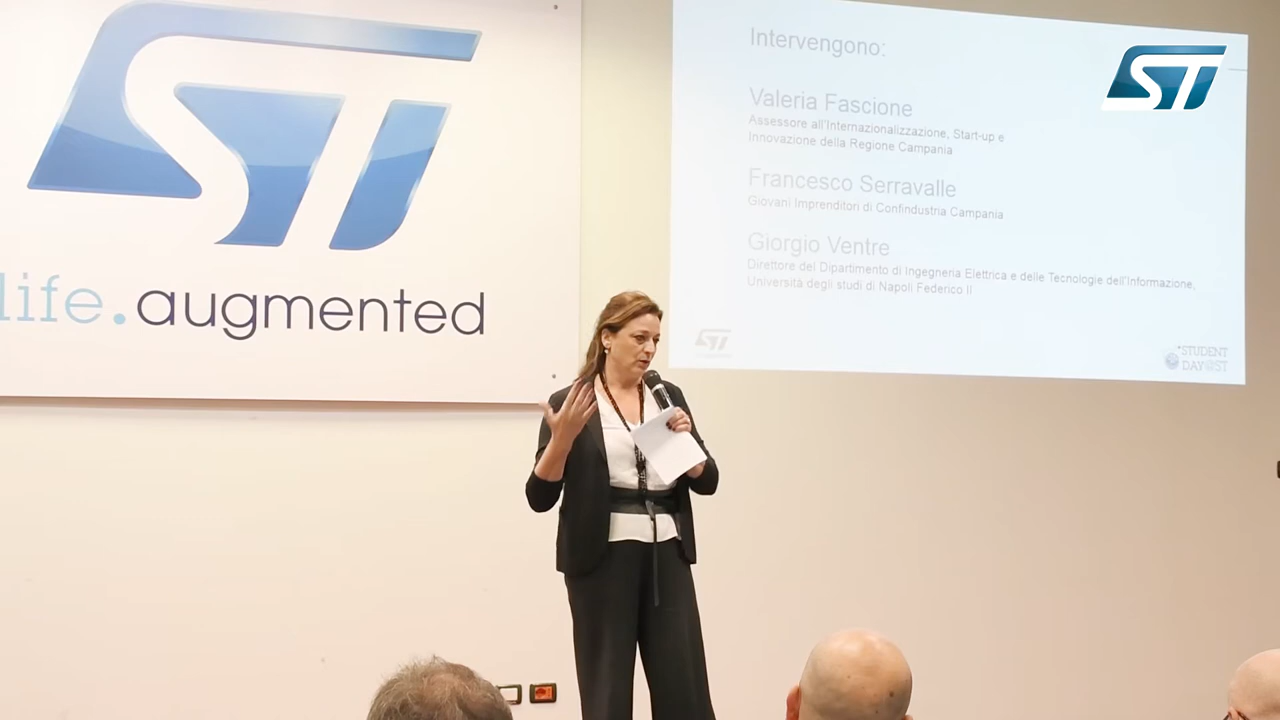 ST
life.augmented
Intervengono:
ST
Valeria Fascione
Assessore all'Internazionalizzazione, Start-up e
Innovazione della Regione Campania
Francesco Serravalle
Giovani Imprenditori di Confindustria Campania
Giorgio Ventre
Direttore del Dipartimento di Ingegneria Elettrica e delle Tecnologie dell'Informazione,
Università degli studi di Napoli Federico II
ST
STUDENT
DAY@ST